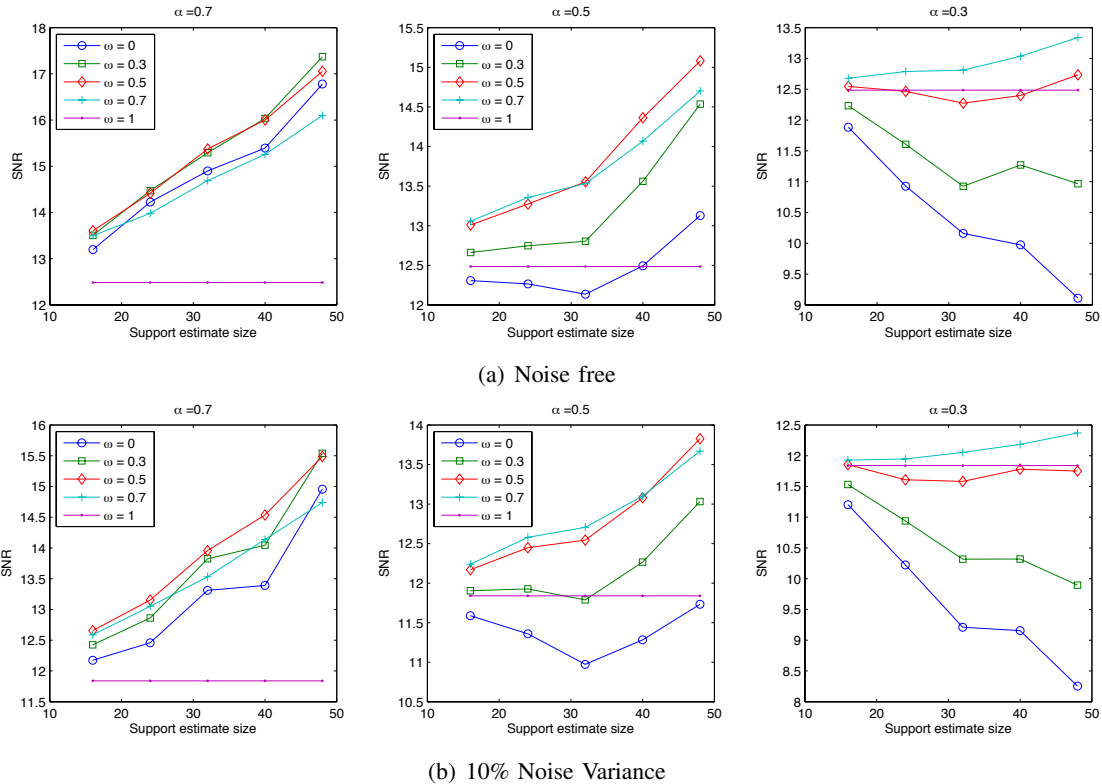 α =0.7
18
17
16
15
14
13
12
SNR
10 20 30 40 50
Support estimate size
ω = 0
ω = 0.3
ω = 0.5
ω = 0.7
ω = 1
α =0.5
15.5
15
14.5
14
13.5
13
12.5
12
SNR
10 20 30 40 50
Support estimate size
ω = 0
ω = 0.3
ω = 0.5
ω = 0.7
ω = 1
α =0.3
13.5
13
12.5
12
11.5
11
10.5
10
9.5
9
SNR
10 20 30 40 50
Support estimate size
(a) Noise free
α =0.7
16
15.5
15
14.5
14
13.5
13
12.5
12
11.5
SNR
10 20 30 40 50
Support estimate size
ω = 0
ω = 0.3
ω = 0.5
ω = 0.7
ω = 1
α =0.5
14
13.5
13
12.5
12
11.5
11
10.5
SNR
10 20 30 40 50
Support estimate size
ω = 0
ω = 0.3
ω = 0.5
ω = 0.7
ω = 1
α =0.3
12.5
12
11.5
11
10.5
10
9.5
9
8.5
8
SNR
10 20 30 40 50
Support estimate size
(b) 10% Noise Variance